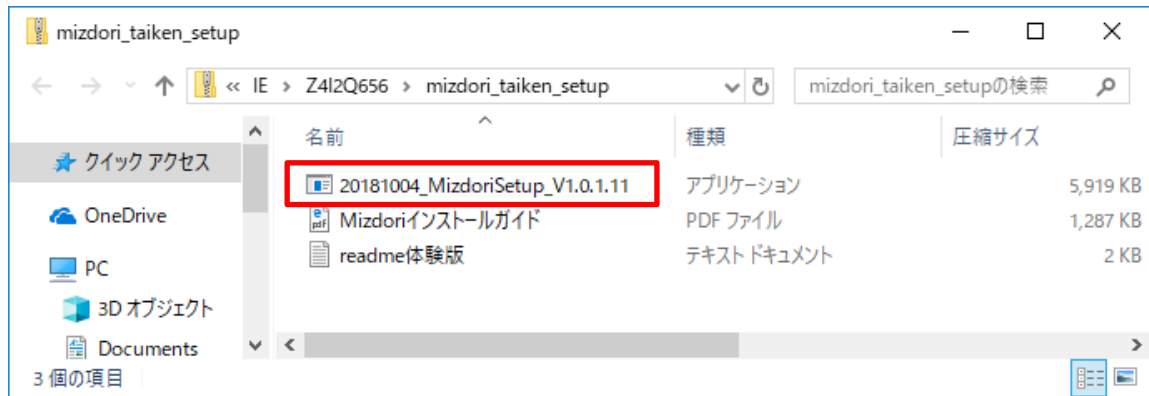 mizdori_taiken_setup
« IE > Z4I2Q656 > mizdori_taiken_setup
mizdori_taiken_setupの検索
名前 種類 圧縮サイズ
クイック アクセス
OneDrive
PC
3D オブジェクト
Documents
20181004_MizdoriSetup_V1.0.1.11 アプリケーション 5,919 KB
Mizdoriインストールガイド PDF ファイル 1,287 KB
readme体験版 テキスト ドキュメント 2 KB
3 個の項目